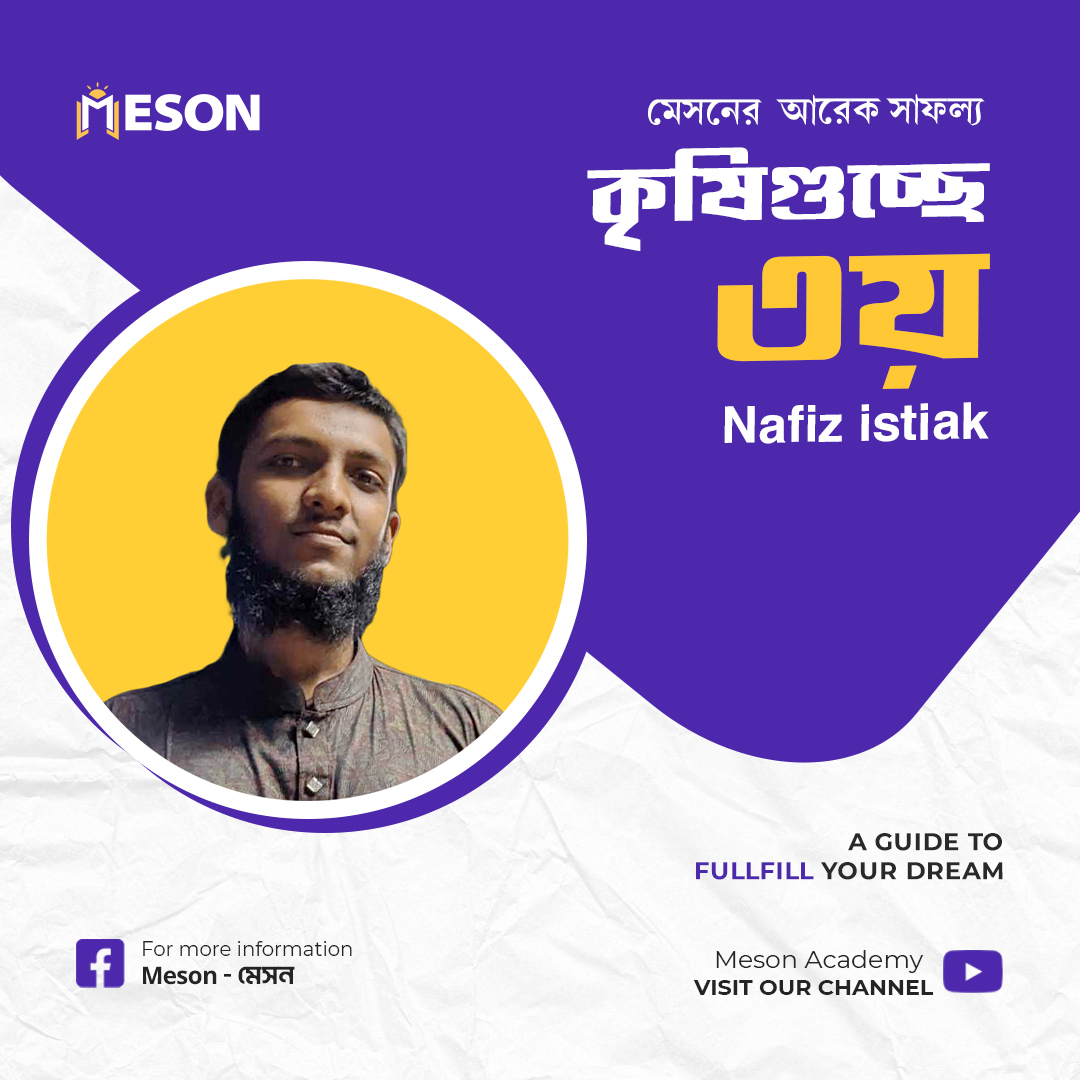 MESON
মেসনের আরেক সাফল্য
কৃষিগুচ্ছে
৩য়
Nafiz istiak
A GUIDE TO
FULLFILL YOUR DREAM
For more information
Meson - মেসন
Meson Academy
VISIT OUR CHANNEL